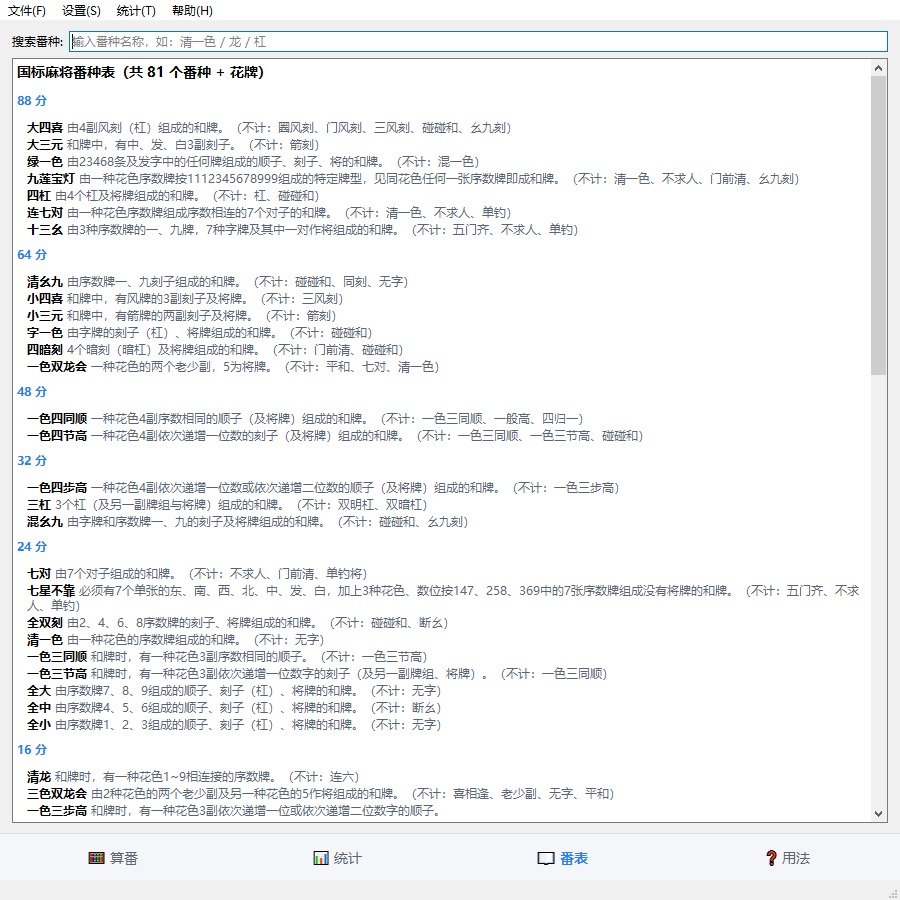 文件(F) 设置(S) 统计(T) 帮助(H)
搜索番种: 输入番种名称，如：清一色 / 龙 / 杠
国标麻将番种表（共 81 个番种 + 花牌）
88 分
大四喜 由4副风刻（杠）组成的和牌。（不计：圈风刻、门风刻、三风刻、碰碰和、幺九刻）
大三元 和牌中，有中、发、白3副刻子。（不计：箭刻）
绿一色 由23468条及发字中的任何牌组成的顺子、刻子、将的和牌。（不计：混一色）
九莲宝灯 由一种花色序数牌按1112345678999组成的特定牌型，见同花色任何一张序数牌即成和牌。（不计：清一色、不求人、门前清、幺九刻）
四杠 由4个杠及将牌组成的和牌。（不计：杠、碰碰和）
连七对 由一种花色序数牌组成序数相连的7个对子的和牌。（不计：清一色、不求人、单钓）
十三幺 由3种序数牌的一、九牌，7种字牌及其中一对作将组成的和牌。（不计：五门齐、不求人、单钓）
64 分
清幺九 由序数牌一、九刻子组成的和牌。（不计：碰碰和、同刻、无字）
小四喜 和牌中，有风牌的3副刻子及将牌。（不计：三风刻）
小三元 和牌中，有箭牌的两副刻子及将牌。（不计：箭刻）
字一色 由字牌的刻子（杠）、将牌组成的和牌。（不计：碰碰和）
四暗刻 4个暗刻（暗杠）及将牌组成的和牌。（不计：门前清、碰碰和）
一色双龙会 一种花色的两个老少副，5为将牌。（不计：平和、七对、清一色）
48 分
一色四同顺 一种花色4副序数相同的顺子（及将牌）组成的和牌。（不计：一色三同顺、一般高、四归一）
一色四节高 一种花色4副依次递增一位数的刻子（及将牌）组成的和牌。（不计：一色三同顺、一色三节高、碰碰和）
32 分
一色四步高 一种花色4副依次递增一位数或依次递增二位数的顺子（及将牌）组成的和牌。（不计：一色三步高）
三杠 3个杠（及另一副牌组与将牌）组成的和牌。（不计：双明杠、双暗杠）
混幺九 由字牌和序数牌一、九的刻子及将牌组成的和牌。（不计：碰碰和、幺九刻）
24 分
七对 由7个对子组成的和牌。（不计：不求人、门前清、单钓将）
七星不靠 必须有7个单张的东、南、西、北、中、发、白，加上3种花色、数位按147、258、369中的7张序数牌组成没有将牌的和牌。（不计：五门齐、不求
人、单钓）
全双刻 由2、4、6、8序数牌的刻子、将牌组成的和牌。（不计：碰碰和、断幺）
清一色 由一种花色的序数牌组成的和牌。（不计：无字）
一色三同顺 和牌时，有一种花色3副序数相同的顺子。（不计：一色三节高）
一色三节高 和牌时，有一种花色3副依次递增一位数字的刻子（及另一副牌组、将牌）。（不计：一色三同顺）
全大 由序数牌7、8、9组成的顺子、刻子（杠）、将牌的和牌。（不计：无字）
全中 由序数牌4、5、6组成的顺子、刻子（杠）、将牌的和牌。（不计：断幺）
全小 由序数牌1、2、3组成的顺子、刻子（杠）、将牌的和牌。（不计：无字）
16 分
清龙 和牌时，有一种花色1~9相连接的序数牌。（不计：连六）
三色双龙会 由2种花色的两个老少副及另一种花色的5作将组成的和牌。（不计：喜相逢、老少副、无字、平和）
一色三步高 和牌时，有一种花色3副依次递增一位或依次递增二位数字的顺子。
算番 统计 番表 用法